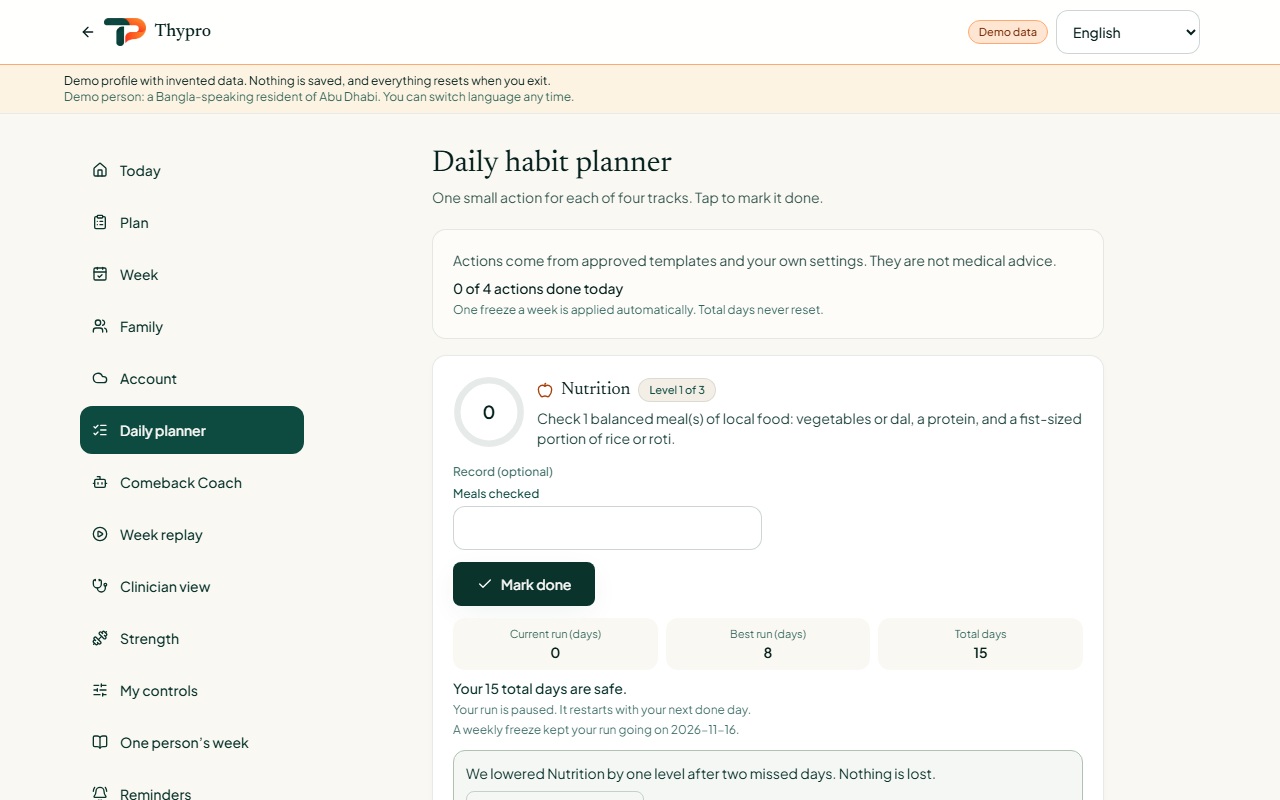 Thypro
Demo data
English
Demo profile with invented data. Nothing is saved, and everything resets when you exit.
Demo person: a Bangla-speaking resident of Abu Dhabi. You can switch language any time.
Today
Plan
Week
Family
Account
Daily planner
Comeback Coach
Week replay
Clinician view
Strength
My controls
One person's week
Reminders
Daily habit planner
One small action for each of four tracks. Tap to mark it done.
Actions come from approved templates and your own settings. They are not medical advice.
0 of 4 actions done today
One freeze a week is applied automatically. Total days never reset.
0
Nutrition
Level 1 of 3
Check 1 balanced meal(s) of local food: vegetables or dal, a protein, and a fist-sized
portion of rice or roti.
Record (optional)
Meals checked
Mark done
Current run (days)
0
Best run (days)
8
Total days
15
Your 15 total days are safe.
Your run is paused. It restarts with your next done day.
A weekly freeze kept your run going on 2026-11-16.
We lowered Nutrition by one level after two missed days. Nothing is lost.